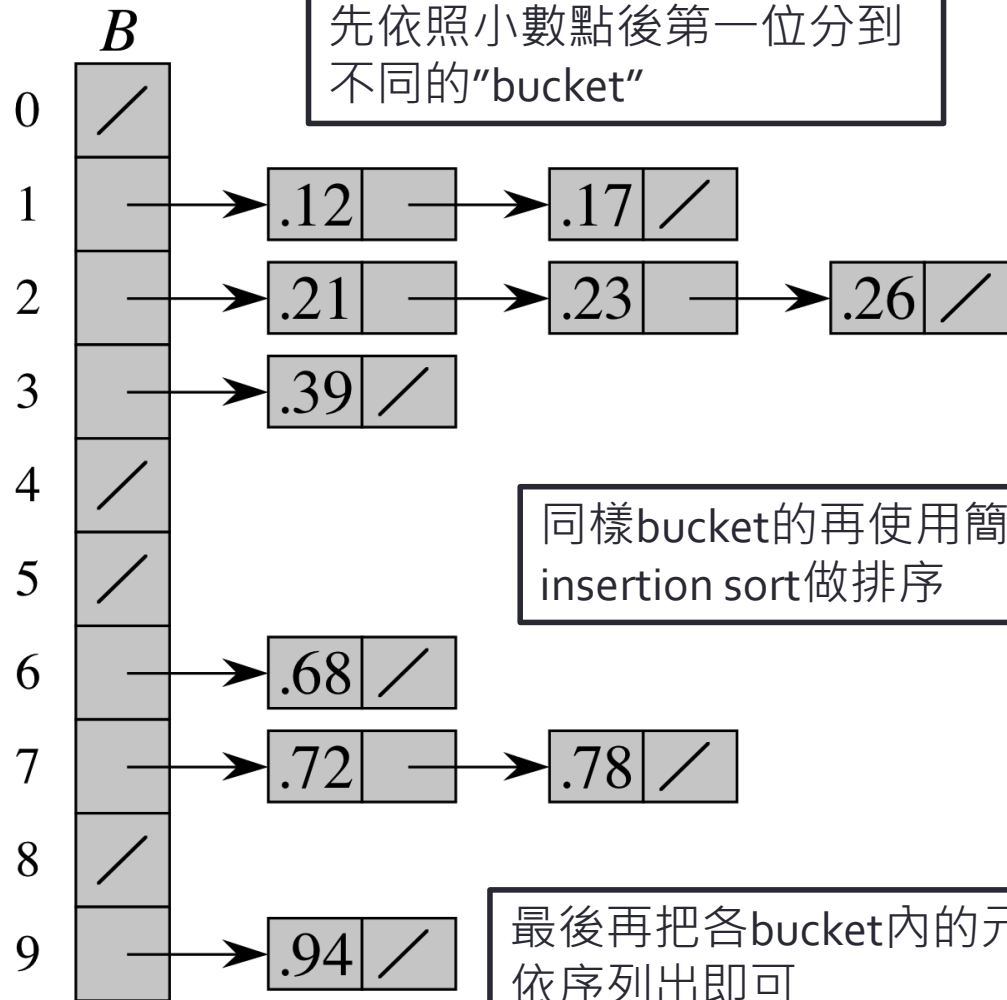 B
先依照小數點後第一位分到
不同的”bucket”
0
1 .12 .17
2 .21 .23 .26
3 .39
4
同樣bucket的再使用簡
insertion sort做排序
5
6 .68
7 .72 .78
8
最後再把各bucket內的元
依序列出即可
9 .94